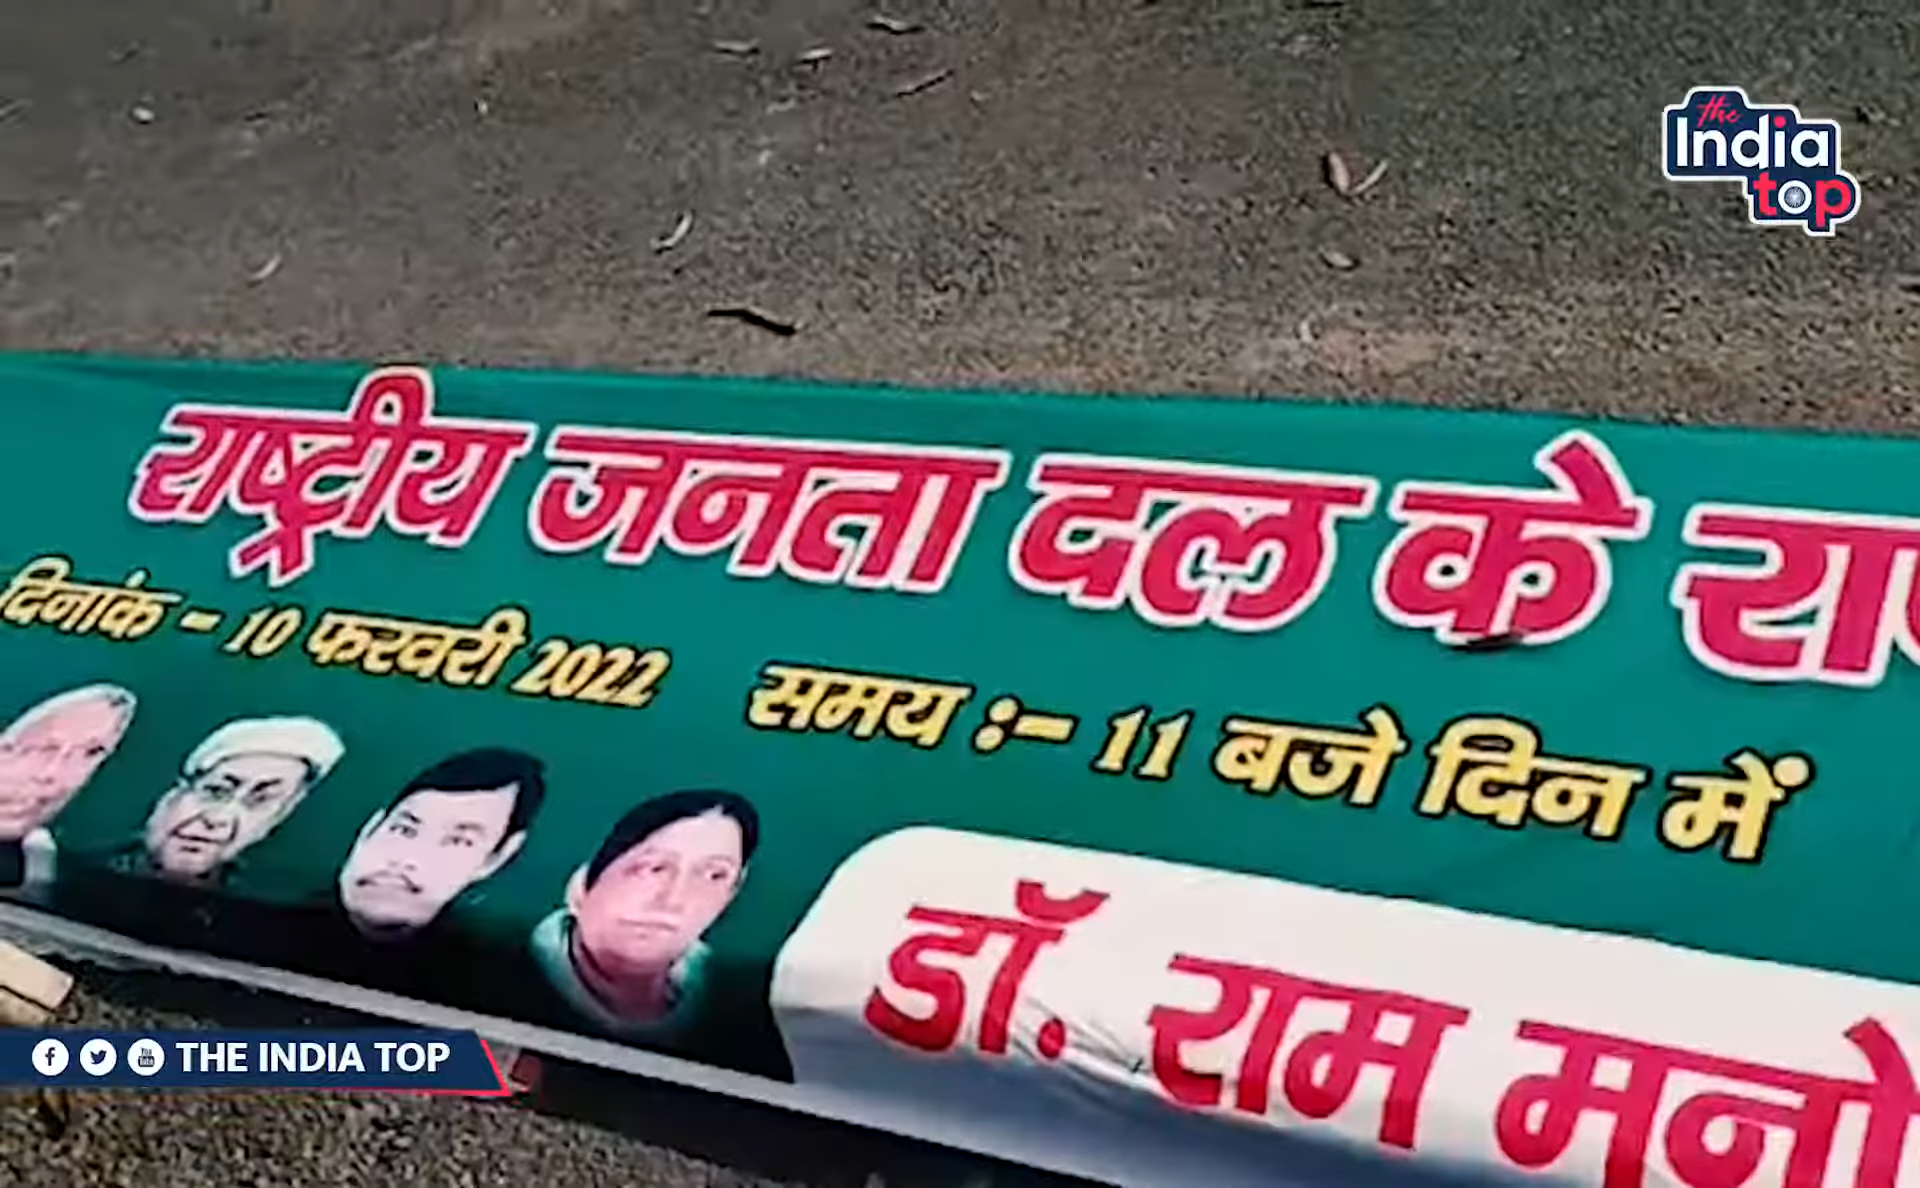 the
India
top
राष्ट्रीय जनता दल के
दिनांक - 10 फरवरी 2022 समय :- 11 बजे दिन में
डॉ. राम
THE INDIA TOP